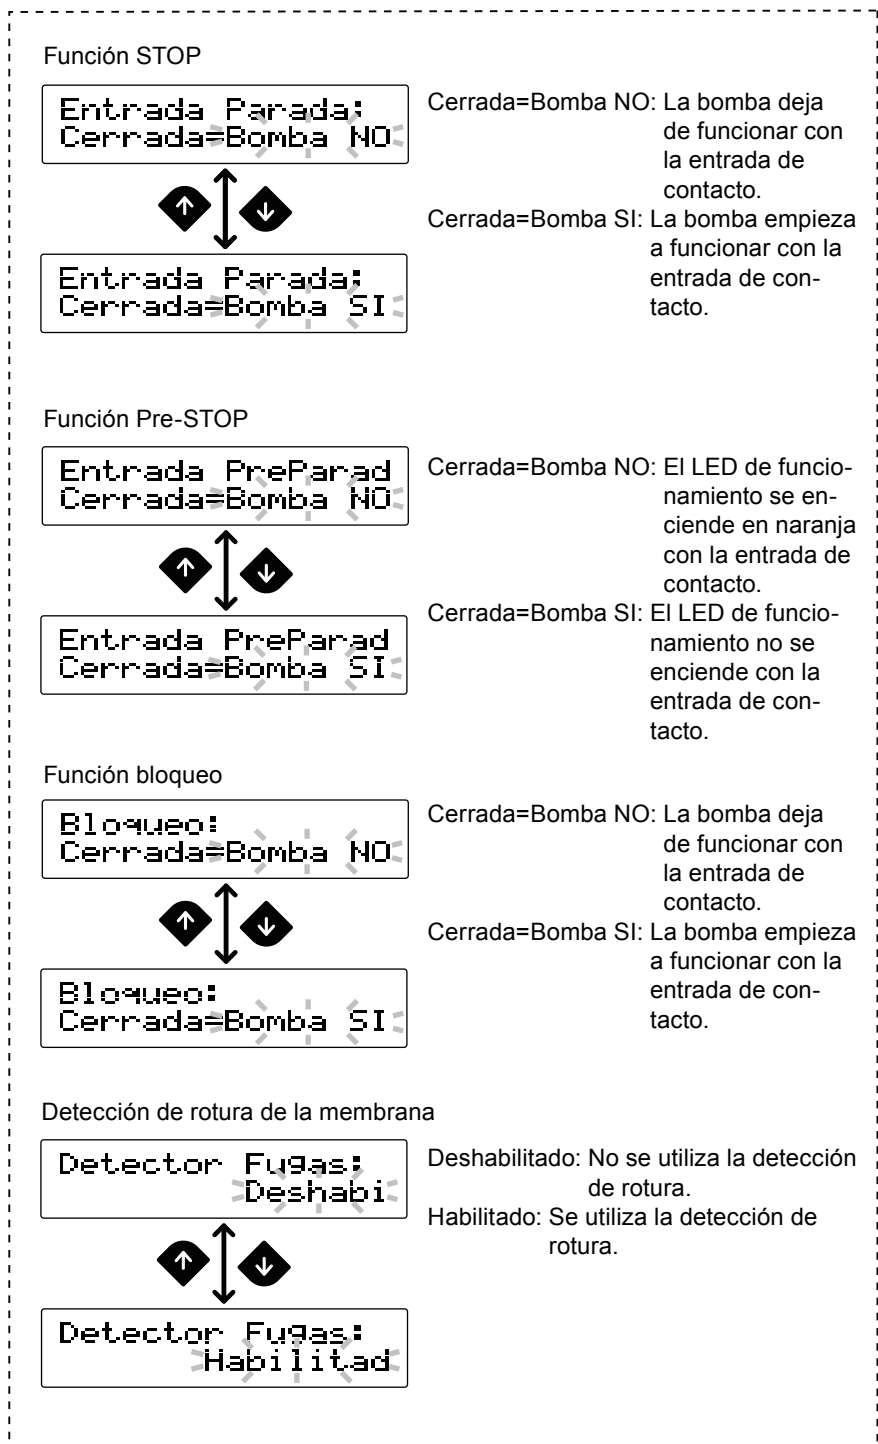 Función STOP
Entrada Parada:
Cerrada=Bomba NO
Entrada Parada:
Cerrada=Bomba SI
Cerrada=Bomba NO: La bomba deja
de funcionar con
la entrada de
contacto.
Cerrada=Bomba SI: La bomba empieza
a funcionar con la
entrada de con-
tacto.
Función Pre-STOP
Entrada PreParad
Cerrada=Bomba NO
Entrada PreParad
Cerrada=Bomba SI
Cerrada=Bomba NO: El LED de funcio-
namiento se en-
ciende en naranja
con la entrada de
contacto.
Cerrada=Bomba SI: El LED de funcio-
namiento no se
enciende con la
entrada de con-
tacto.
Función bloqueo
Bloqueo:
Cerrada=Bomba NO
Bloqueo:
Cerrada=Bomba SI
Cerrada=Bomba NO: La bomba deja
de funcionar con
la entrada de
contacto.
Cerrada=Bomba SI: La bomba empieza
a funcionar con la
entrada de con-
tacto.
Detección de rotura de la membrana
Detector Fugas:
Deshabi
Detector Fugas:
Habilitad
Deshabilitado: No se utiliza la detección
de rotura.
Habilitado: Se utiliza la detección de
rotura.